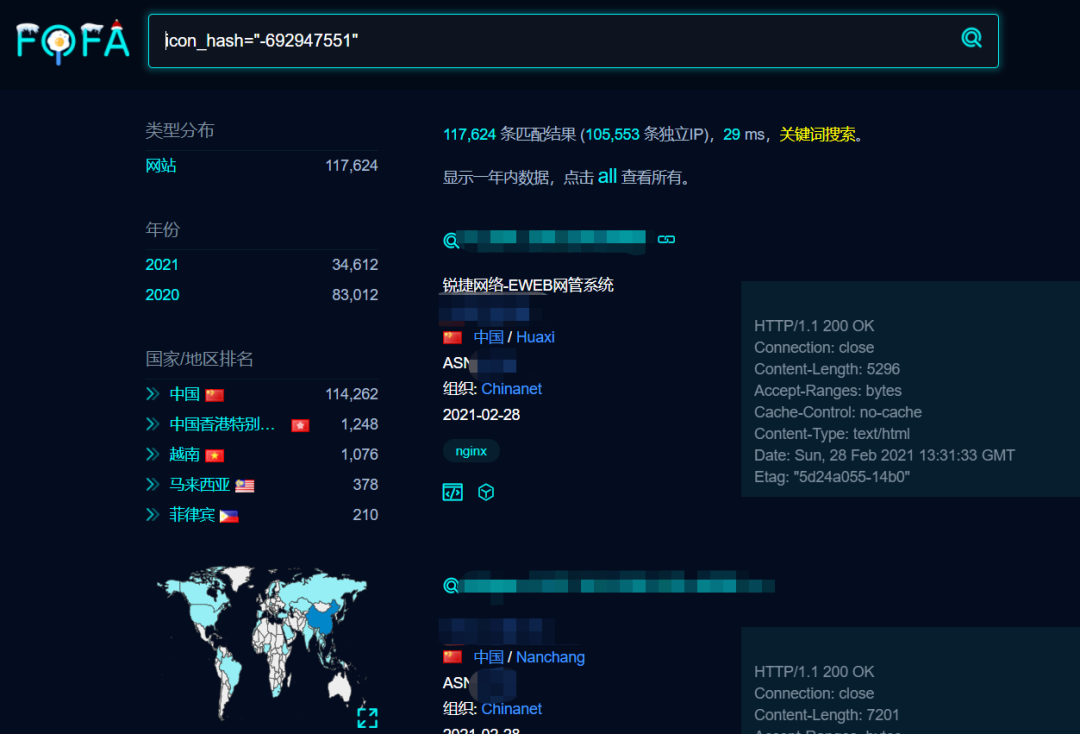 FOFA
icon_hash="-692947551"
类型分布
网站 117,624
年份
2021 34,612
2020 83,012
国家/地区排名
中国 114,262
中国香港特别... 1,248
越南 1,076
马来西亚 378
菲律宾 210
117,624 条匹配结果 (105,553 条独立IP)，29 ms，关键词搜索。
显示一年内数据，点击 all 查看所有。
锐捷网络-EWEB网管系统
中国 / Huaxi
ASN
组织: Chinanet
2021-02-28
nginx
HTTP/1.1 200 OK
Connection: close
Content-Length: 5296
Accept-Ranges: bytes
Cache-Control: no-cache
Content-Type: text/html
Date: Sun, 28 Feb 2021 13:31:33 GMT
Etag: "5d24a055-14b0"
中国 / Nanchang
ASN
组织: Chinanet
2021-02-28
HTTP/1.1 200 OK
Connection: close
Content-Length: 7201
Accept-Ranges: bytes